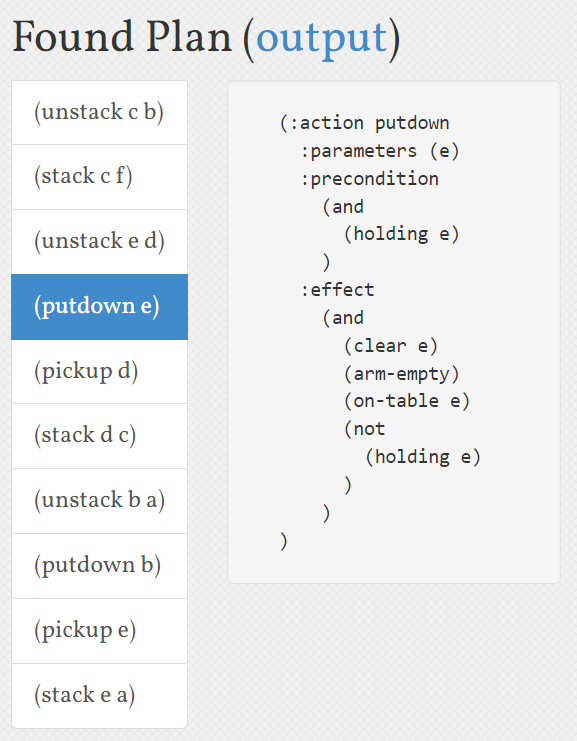 Found Plan (output)
(unstack c b)
(stack c f)
(unstack e d)
(putdown e)
(pickup d)
(stack d c)
(unstack b a)
(putdown b)
(pickup e)
(stack e a)
(:action putdown
  :parameters (e)
  :precondition
    (and
      (holding e)
    )
  :effect
    (and
      (clear e)
      (arm-empty)
      (on-table e)
      (not
        (holding e)
      )
    )
)